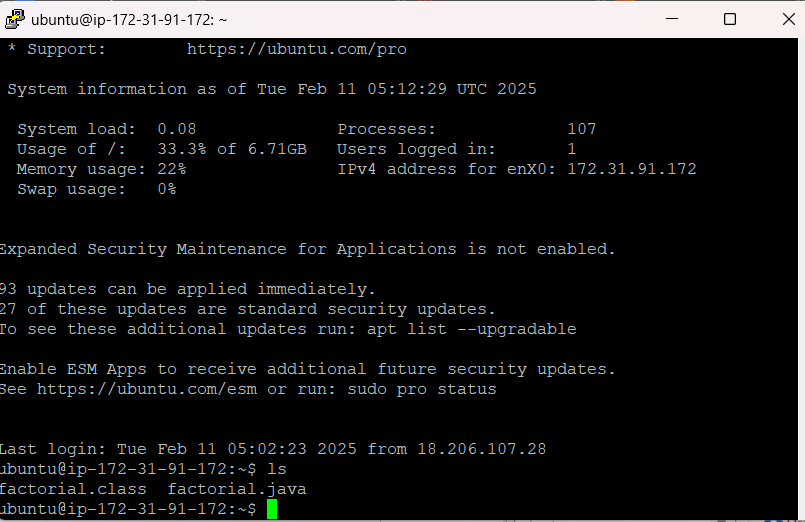 ubuntu@ip-172-31-91-172: ~
* Support:        https://ubuntu.com/pro
System information as of Tue Feb 11 05:12:29 UTC 2025
System load:  0.08              Processes:             107
Usage of /:   33.3% of 6.71GB   Users logged in:       1
Memory usage: 22%               IPv4 address for enX0: 172.31.91.172
Swap usage:   0%
Expanded Security Maintenance for Applications is not enabled.
93 updates can be applied immediately.
27 of these updates are standard security updates.
To see these additional updates run: apt list --upgradable
Enable ESM Apps to receive additional future security updates.
See https://ubuntu.com/esm or run: sudo pro status
Last login: Tue Feb 11 05:02:23 2025 from 18.206.107.28
ubuntu@ip-172-31-91-172:~$ ls
factorial.class  factorial.java
ubuntu@ip-172-31-91-172:~$